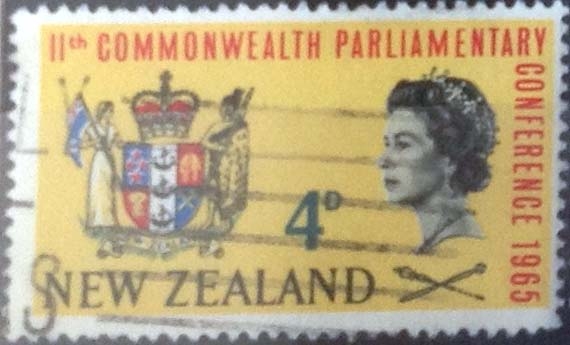 11th COMMONWEALTH PARLIAMENTARY
CONFERENCE 1965
4D
NEW ZEALAND